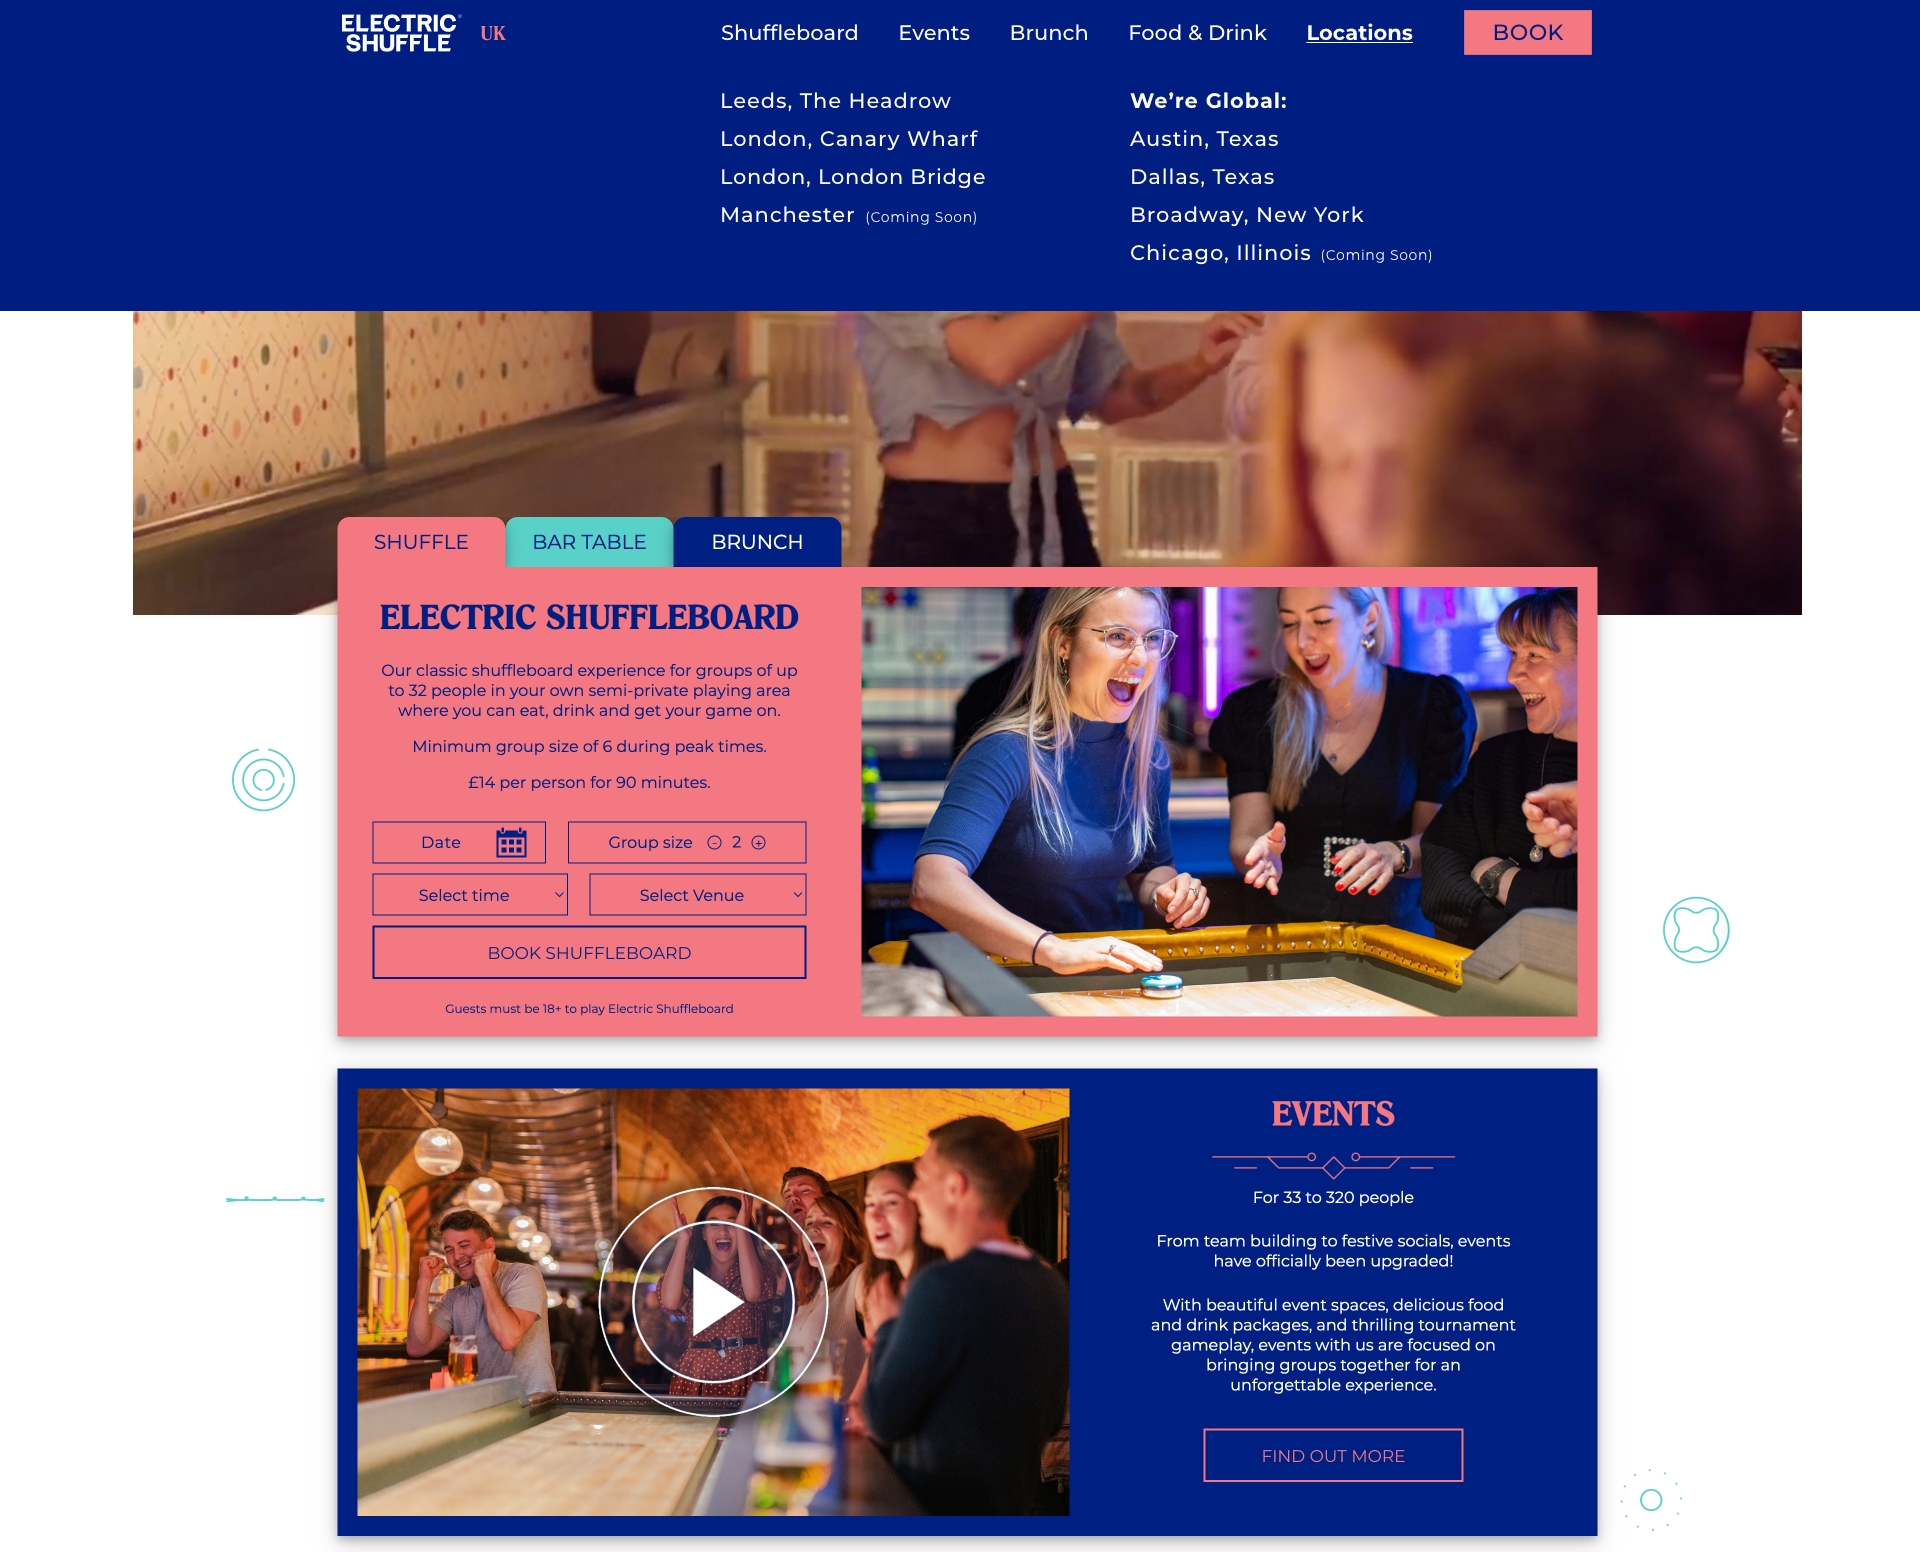 ELECTRIC
SHUFFLE
UK
Shuffleboard
Events
Brunch
Food & Drink
Locations
BOOK
Leeds, The Headrow
London, Canary Wharf
London, London Bridge
Manchester (Coming Soon)
We’re Global:
Austin, Texas
Dallas, Texas
Broadway, New York
Chicago, Illinois (Coming Soon)
SHUFFLE
BAR TABLE
BRUNCH
ELECTRIC SHUFFLEBOARD
Our classic shuffleboard experience for groups of up
to 32 people in your own semi-private playing area
where you can eat, drink and get your game on.
Minimum group size of 6 during peak times.
£14 per person for 90 minutes.
Date
Group size 2
Select time
Select Venue
BOOK SHUFFLEBOARD
Guests must be 18+ to play Electric Shuffleboard
EVENTS
For 33 to 320 people
From team building to festive socials, events
have officially been upgraded!
With beautiful event spaces, delicious food
and drink packages, and thrilling tournament
gameplay, events with us are focused on
bringing groups together for an
unforgettable experience.
FIND OUT MORE